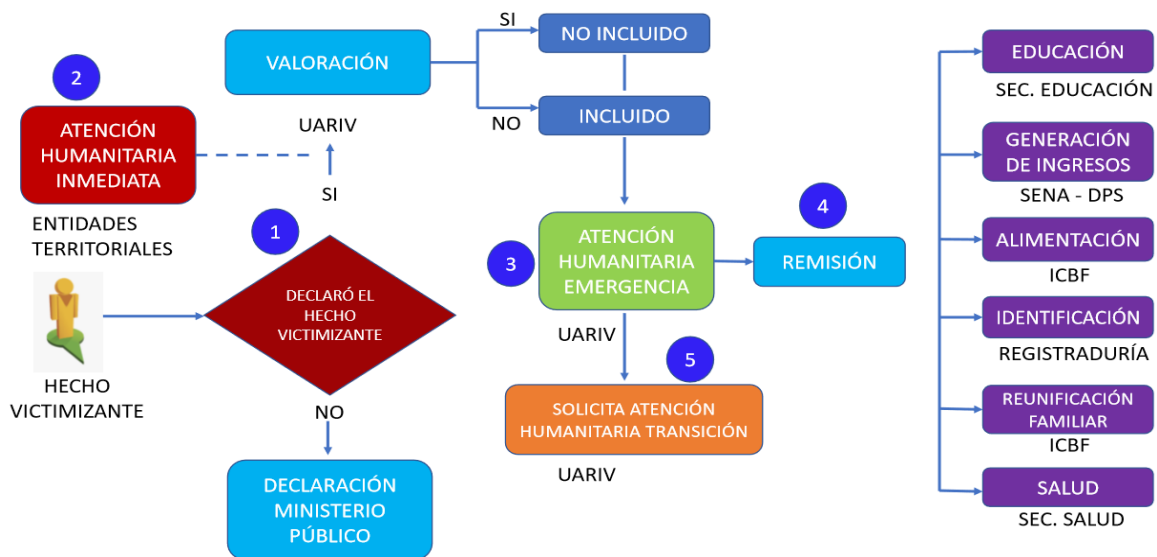 SI
NO INCLUIDO
VALORACIÓN
2
INCLUIDO
NO
UARIV
ATENCIÓN
HUMANITARIA
INMEDIATA
SI
ENTIDADES
TERRITORIALES
1
DECLARÓ EL
HECHO
VICTIMIZANTE
HECHO
VICTIMIZANTE
NO
DECLARACIÓN
MINISTERIO
PÚBLICO
3
ATENCIÓN
HUMANITARIA
EMERGENCIA
UARIV
4
REMISIÓN
5
SOLICITA ATENCIÓN
HUMANITARIA TRANSICIÓN
UARIV
EDUCACIÓN
SEC. EDUCACIÓN
GENERACIÓN
DE INGRESOS
SENA - DPS
ALIMENTACIÓN
ICBF
IDENTIFICACIÓN
REGISTRADURÍA
REUNIFICACIÓN
FAMILIAR
ICBF
SALUD
SEC. SALUD